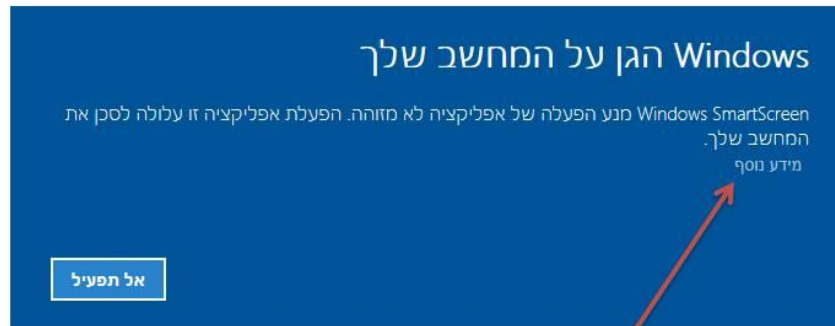 Windows הגן על המחשב שלך
Windows SmartScreen מנע הפעלה של אפליקציה לא מזוהה. הפעלת אפליקציה זו עלולה לסכן את
המחשב שלך.
מידע נוסף
אל תפעיל